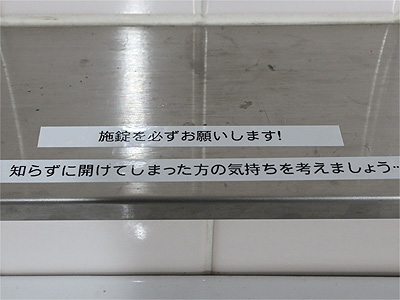 施錠を必ずお願いします!
知らずに開けてしまった方の気持ちを考えましょう…